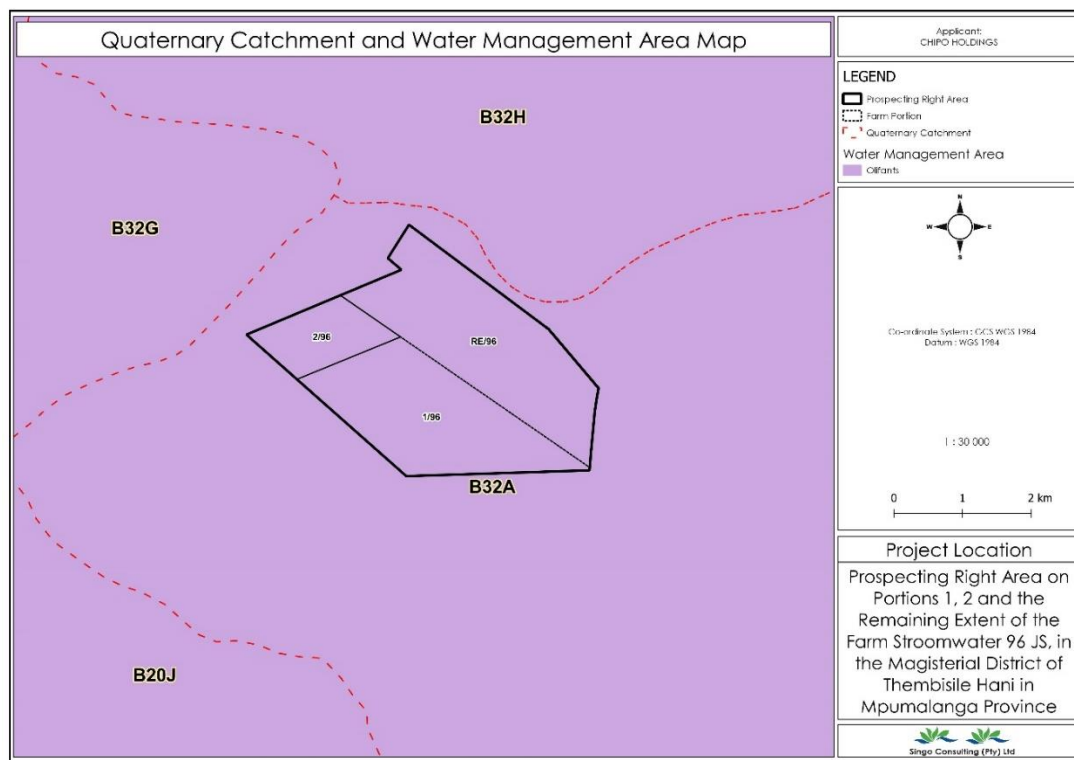 Quaternary Catchment and Water Management Area Map
B32H
B32G
2/96
RE/96
1/96
B32A
B20J
Applicant:
CHIPO HOLDINGS
LEGEND
Prospecting Right Area
Farm Portion
Quaternary Catchment
Water Management Area
Olifants
N
W E
S
Co-ordinate System : GCS WGS 1984
Datum : WGS 1984
1 : 30 000
0 1 2 km
Project Location
Prospecting Right Area on
Portions 1, 2 and the
Remaining Extent of the
Farm Stroomwater 96 JS, in
the Magisterial District of
Thembisile Hani in
Mpumalanga Province
Singo Consulting (Pty) Ltd